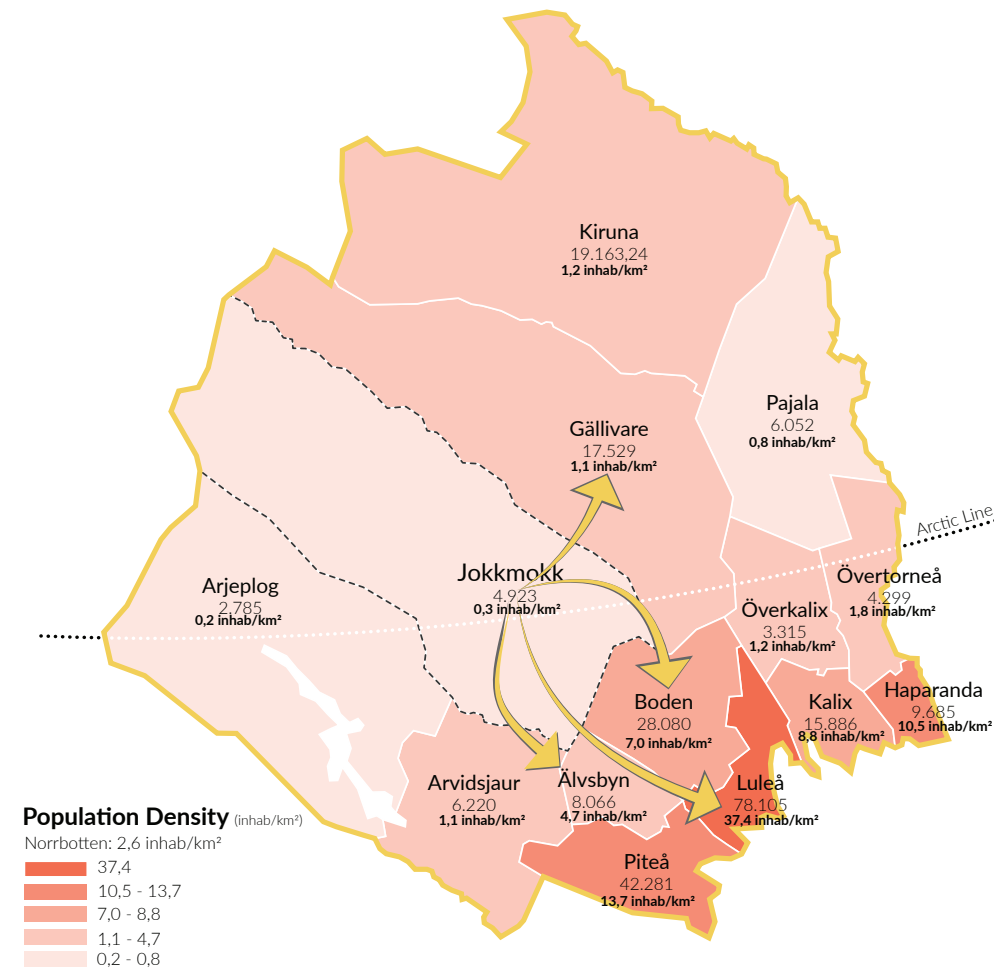 Kiruna
19.163,24
1,2 inhab/km²
Pajala
6.052
0,8 inhab/km²
Gällivare
17.529
1,1 inhab/km²
Arctic Line
Jokkmokk
4.923
0,3 inhab/km²
Arjeplog
2.785
0,2 inhab/km²
Övertorneå
4.299
1,8 inhab/km²
Överkalix
3.315
1,2 inhab/km²
Haparanda
9.685
10,5 inhab/km²
Boden
28.080
7,0 inhab/km²
Kalix
15.886
8,8 inhab/km²
Arvidsjaur
6.220
1,1 inhab/km²
Älvsbyn
8.066
4,7 inhab/km²
Luleå
78.105
37,4 inhab/km²
Piteå
42.281
13,7 inhab/km²
Population Density (inhab/km²)
Norrbotten: 2,6 inhab/km²
37,4
10,5 - 13,7
7,0 - 8,8
1,1 - 4,7
0,2 - 0,8